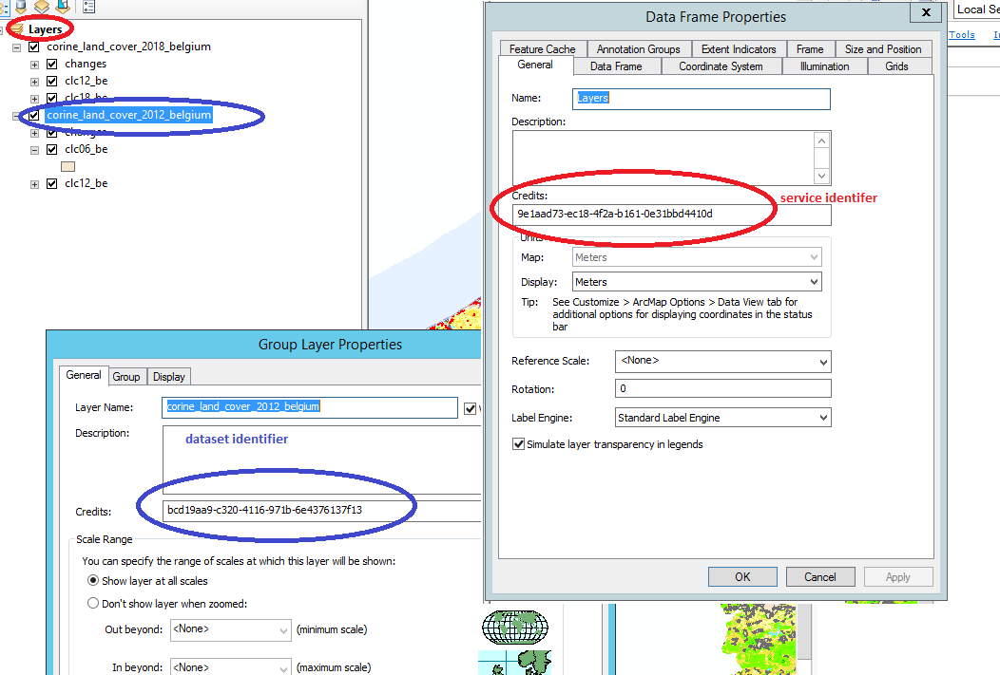 Layers
corine_land_cover_2018_belgium
changes
clc12_be
clc18_be
corine_land_cover_2012_belgium
changes
clc06_be
clc12_be
Local Se
Tools
Data Frame Properties
X
Feature Cache Annotation Groups Extent Indicators Frame Size and Position
General Data Frame Coordinate System Illumination Grids
Name: Layers
Description:
Credits:
9e1aad73-ec18-4f2a-b161-0e31bbd4410d
service identifer
Units
Map: Meters
Display: Meters
Tip: See Customize > ArcMap Options > Data View tab for
additional options for displaying coordinates in the status
bar
Reference Scale: <None>
Rotation: 0
Label Engine: Standard Label Engine
Simulate layer transparency in legends
OK Cancel Apply
Group Layer Properties
General Group Display
Layer Name: corine_land_cover_2012_belgium
Description:
dataset identifier
Credits: bcd19aa9-c320-4116-971b-6e4376137f13
Scale Range
You can specify the range of scales at which this layer will be shown:
Show layer at all scales
Don't show layer when zoomed:
Out beyond: <None> (minimum scale)
In beyond: <None> (maximum scale)